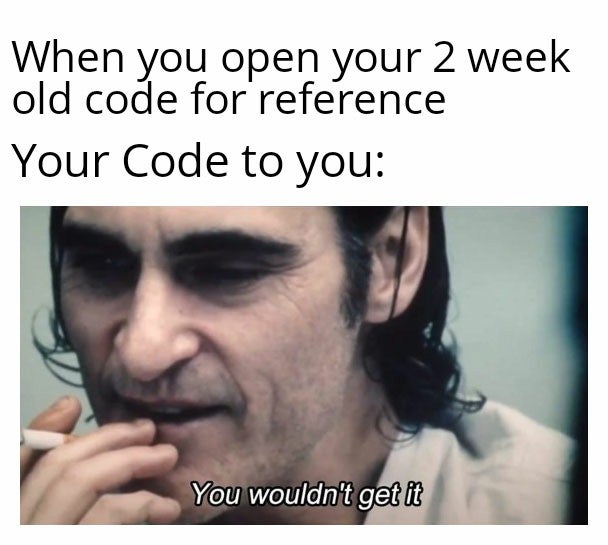 When you open your 2 week
old code for reference
Your Code to you:
You wouldn't get it